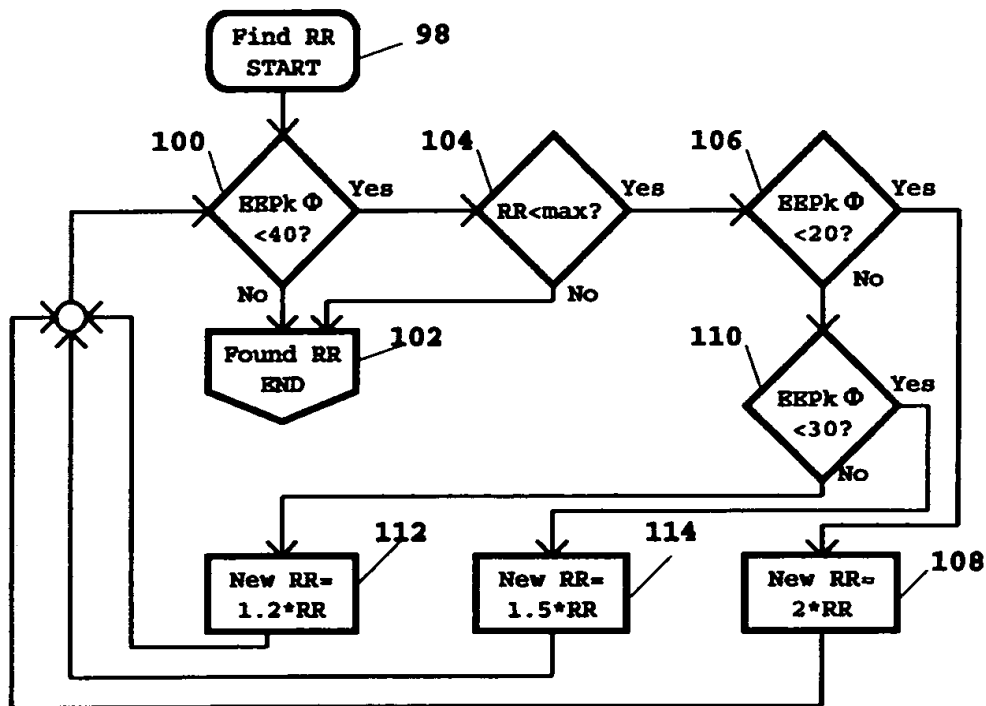 Find RR
START
98
100
EEPk Φ
<40?
Yes
No
104
RR<max?
Yes
No
106
EEPk Φ
<20?
Yes
No
Found RR
END
102
110
EEPk Φ
<30?
Yes
No
112
New RR=
1.2*RR
114
New RR=
1.5*RR
108
New RR=
2*RR